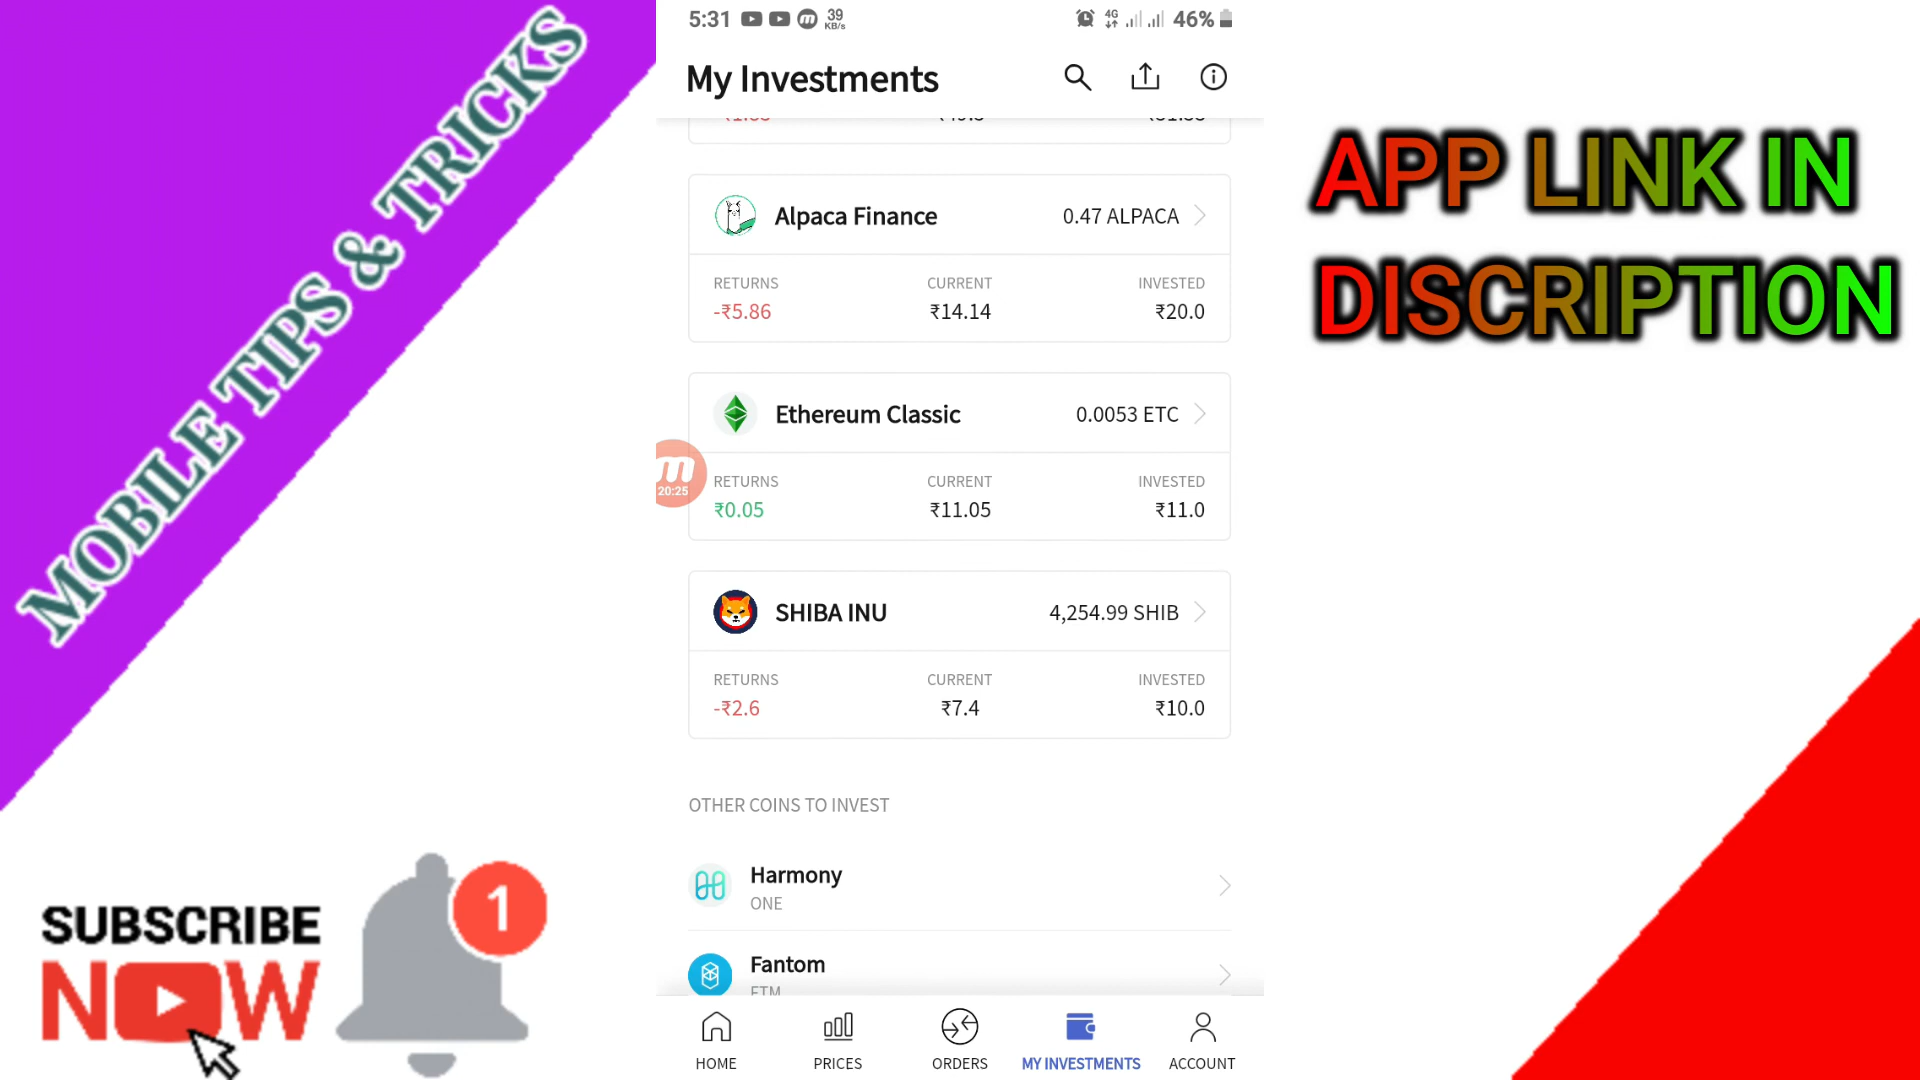 MOBILE TIPS & TRICKS
5:31 39 KB/s 4G 46%
My Investments
Alpaca Finance 0.47 ALPACA
RETURNS CURRENT INVESTED
-₹5.86 ₹14.14 ₹20.0
Ethereum Classic 0.0053 ETC
RETURNS CURRENT INVESTED
₹0.05 ₹11.05 ₹11.0
m
20:25
SHIBA INU 4,254.99 SHIB
RETURNS CURRENT INVESTED
-₹2.6 ₹7.4 ₹10.0
OTHER COINS TO INVEST
Harmony
ONE
Fantom
FTM
HOME PRICES ORDERS MY INVESTMENTS ACCOUNT
APP LINK IN
DISCRIPTION
SUBSCRIBE
NOW
1